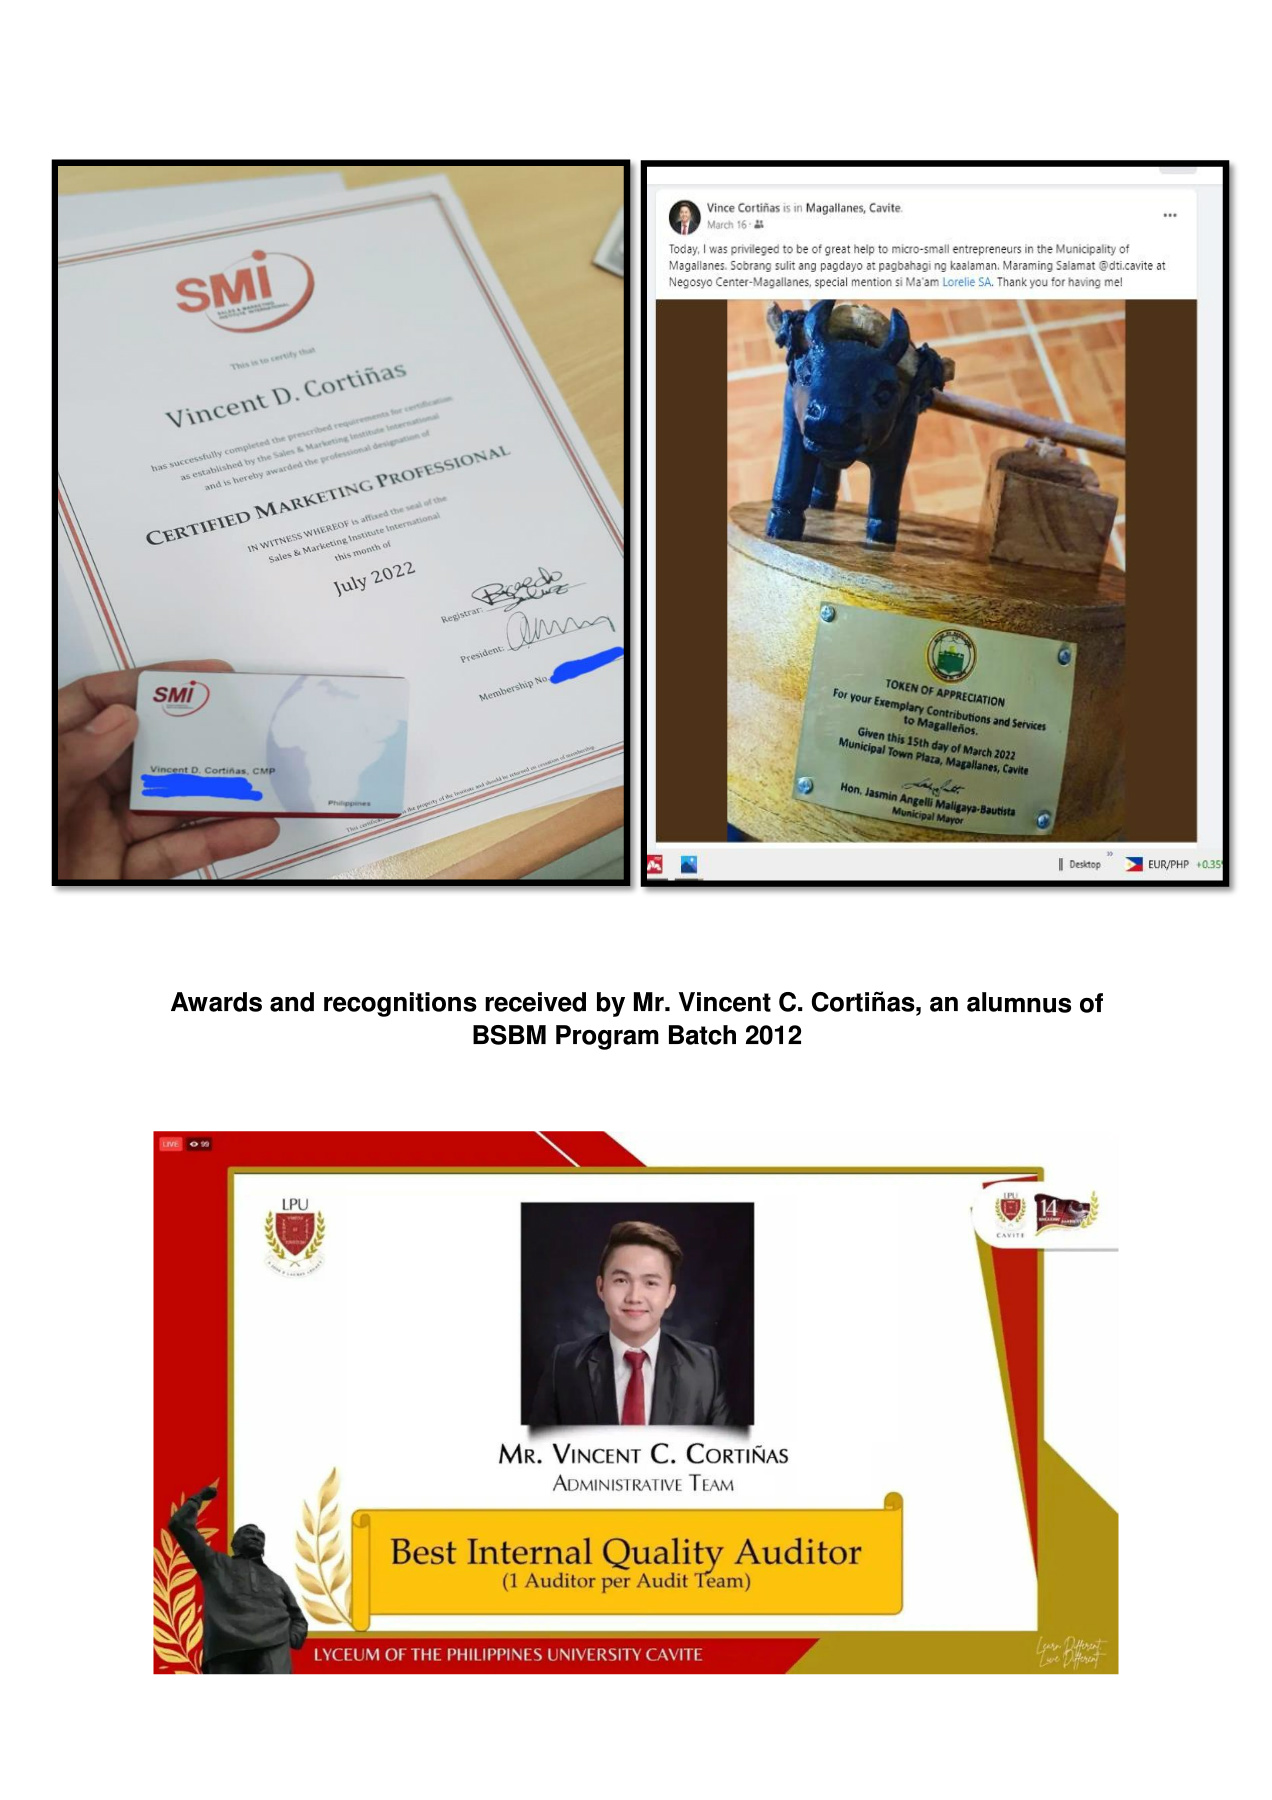 SMi
SALES & MARKETING
INSTITUTE INTERNATIONAL
This is to certify that
Vincent D. Cortiñas
has successfully completed the prescribed requirements for certification
as established by the Sales & Marketing Institute International
and is hereby awarded the professional designation of
CERTIFIED MARKETING PROFESSIONAL
IN WITNESS WHEREOF is affixed the seal of the
Sales & Marketing Institute International
this month of
July 2022
Registrar:
President:
Membership No.
SMi
Vincent D. Cortiñas, CMP
Philippines
This certificate
the property of the Institute and should be returned on cessation of membership.
Vince Cortiñas is in Magallanes, Cavite.
March 16 ·
Today, I was privileged to be of great help to micro-small entrepreneurs in the Municipality of
Magallanes. Sobrang sulit ang pagdayo at pagbahagi ng kaalaman. Maraming Salamat @dti.cavite at
Negosyo Center-Magallanes, special mention si Ma'am Lorelie SA. Thank you for having me!
TOKEN OF APPRECIATION
For your Exemplary Contributions and Services
to Magalleños.
Given this 15th day of March 2022
Municipal Town Plaza, Magallanes, Cavite
Hon. Jasmin Angelli Maligaya-Bautista
Municipal Mayor
Desktop
EUR/PHP +0.35
Awards and recognitions received by Mr. Vincent C. Cortiñas, an alumnus of
BSBM Program Batch 2012
LIVE 99
LPU
LPU
CAVITE
14
MR. VINCENT C. CORTIÑAS
ADMINISTRATIVE TEAM
Best Internal Quality Auditor
(1 Auditor per Audit Team)
LYCEUM OF THE PHILIPPINES UNIVERSITY CAVITE
Learn Different.
Live Different